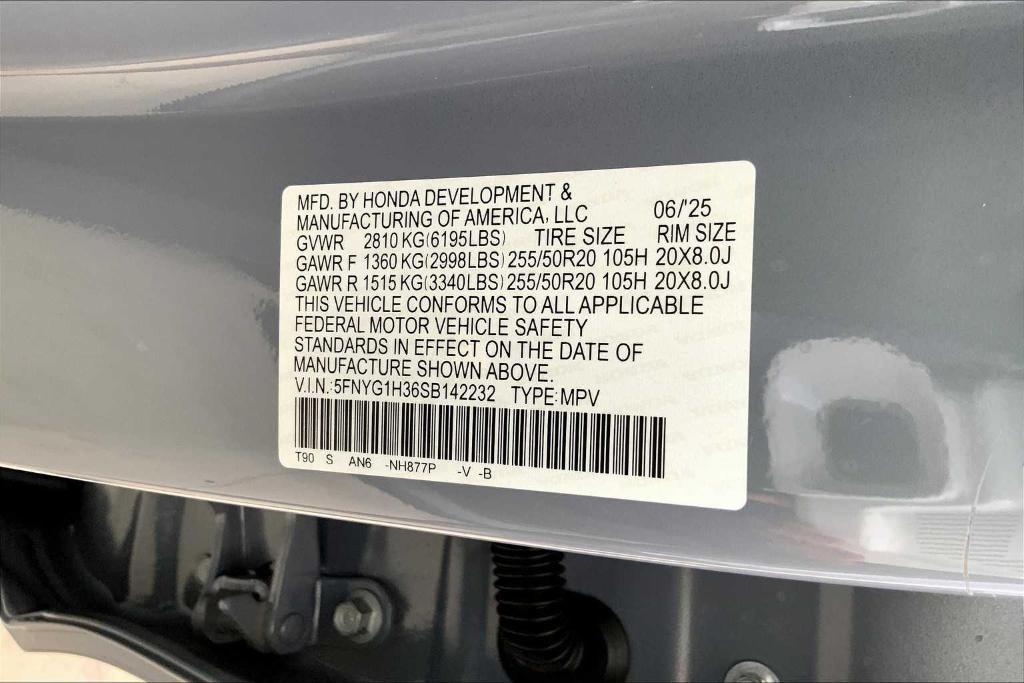 MFD. BY HONDA DEVELOPMENT &
MANUFACTURING OF AMERICA, LLC 06/'25
GVWR 2810 KG(6195LBS) TIRE SIZE RIM SIZE
GAWR F 1360 KG(2998LBS) 255/50R20 105H 20X8.0J
GAWR R 1515 KG(3340LBS) 255/50R20 105H 20X8.0J
THIS VEHICLE CONFORMS TO ALL APPLICABLE
FEDERAL MOTOR VEHICLE SAFETY
STANDARDS IN EFFECT ON THE DATE OF
MANUFACTURE SHOWN ABOVE.
V.I.N.:5FNYG1H36SB142232 TYPE:MPV
T90 S AN6 -NH877P -V -B